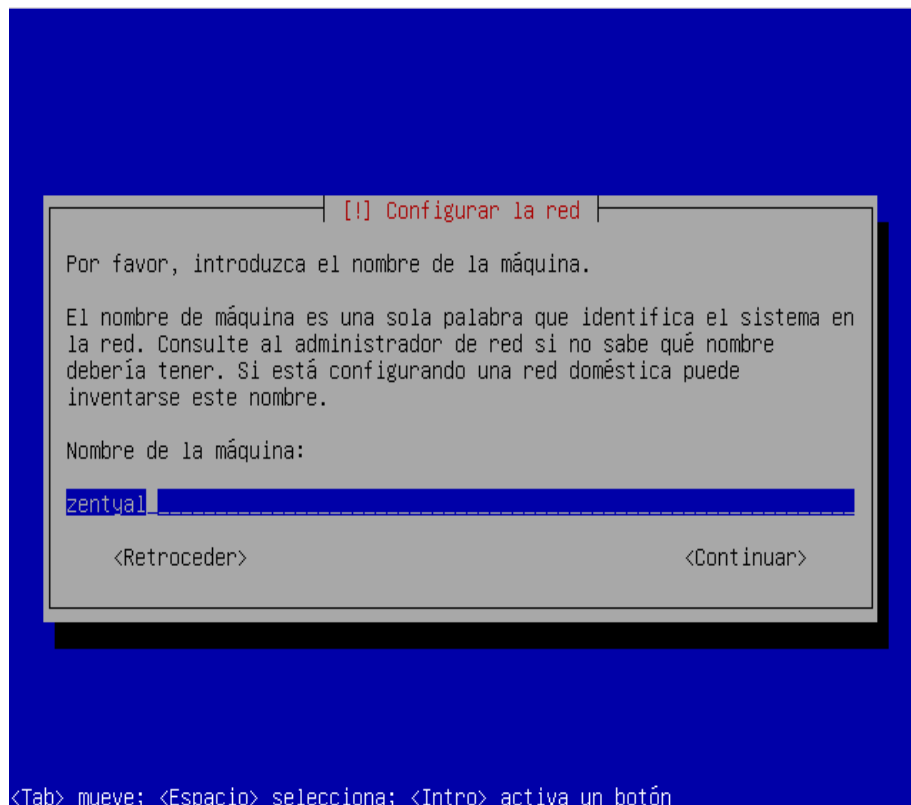 [!] Configurar la red
Por favor, introduzca el nombre de la máquina.
El nombre de máquina es una sola palabra que identifica el sistema en
la red. Consulte al administrador de red si no sabe qué nombre
debería tener. Si está configurando una red doméstica puede
inventarse este nombre.
Nombre de la máquina:
zentyal
<Retroceder> <Continuar>
<Tab> mueve; <Espacio> selecciona; <Intro> activa un botón